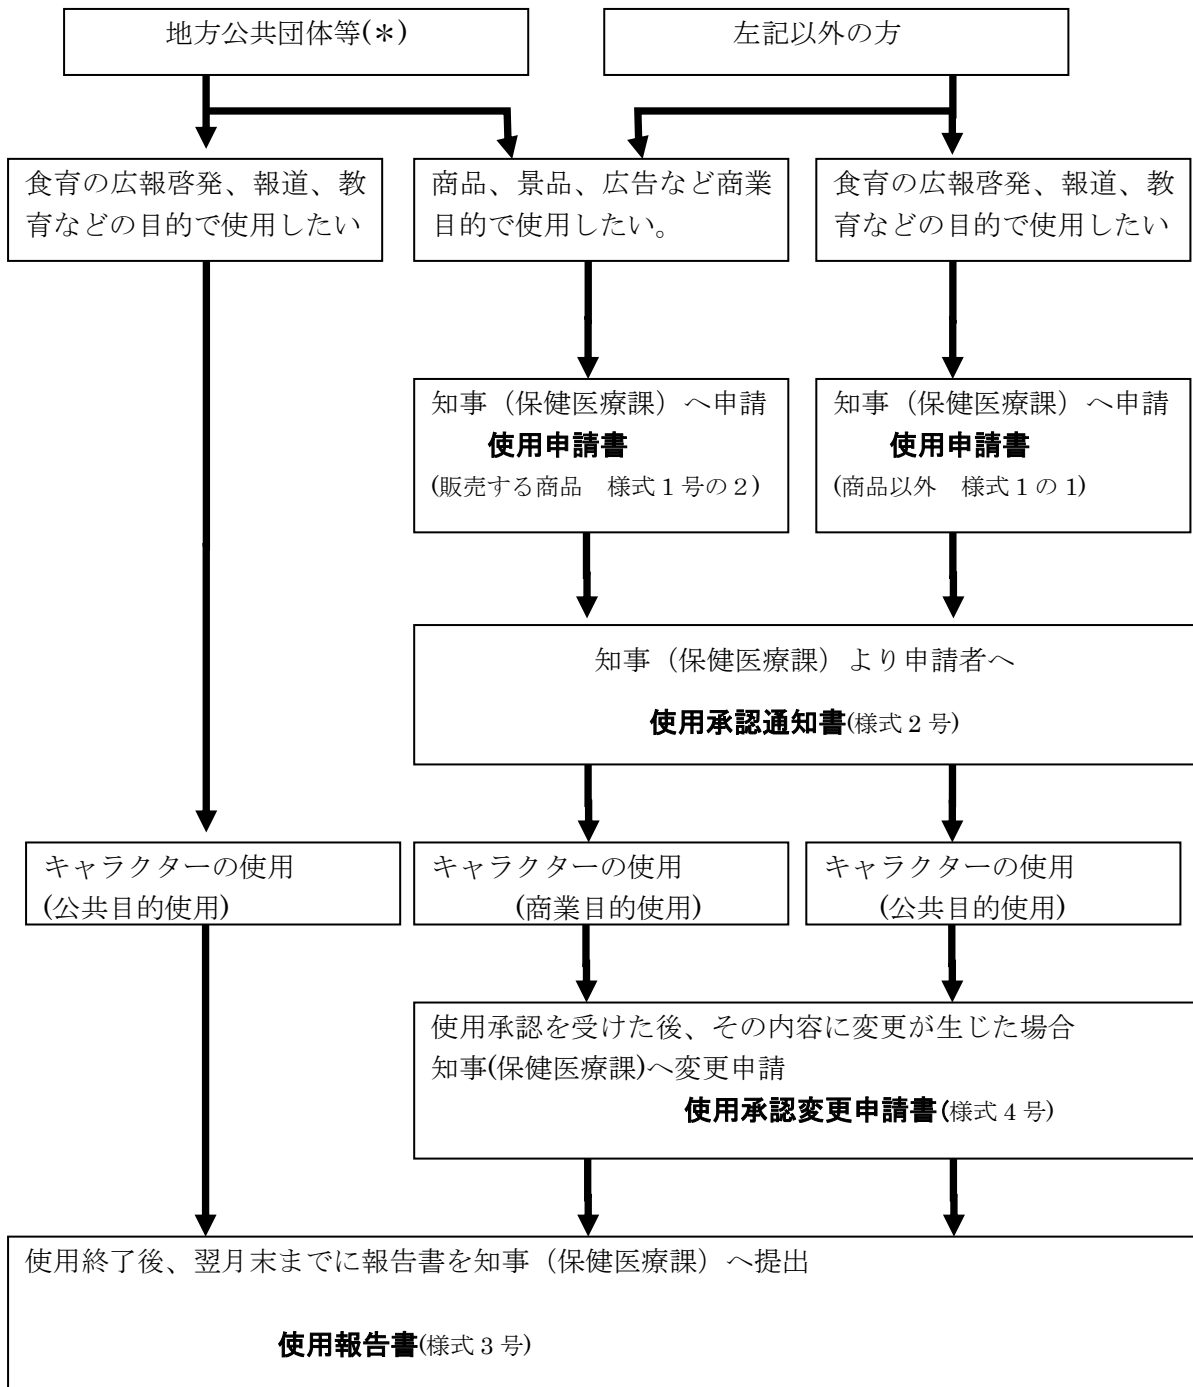 地方公共団体等(＊)
左記以外の方
食育の広報啓発、報道、教
育などの目的で使用したい
商品、景品、広告など商業
目的で使用したい。
食育の広報啓発、報道、教
育などの目的で使用したい
知事（保健医療課）へ申請
使用申請書
(販売する商品　様式１号の２)
知事（保健医療課）へ申請
使用申請書
(商品以外　様式１の 1)
知事（保健医療課）より申請者へ
使用承認通知書(様式 2 号)
キャラクターの使用
(公共目的使用)
キャラクターの使用
(商業目的使用)
キャラクターの使用
(公共目的使用)
使用承認を受けた後、その内容に変更が生じた場合
知事(保健医療課)へ変更申請
使用承認変更申請書(様式 4 号)
使用終了後、翌月末までに報告書を知事（保健医療課）へ提出
使用報告書(様式 3 号)